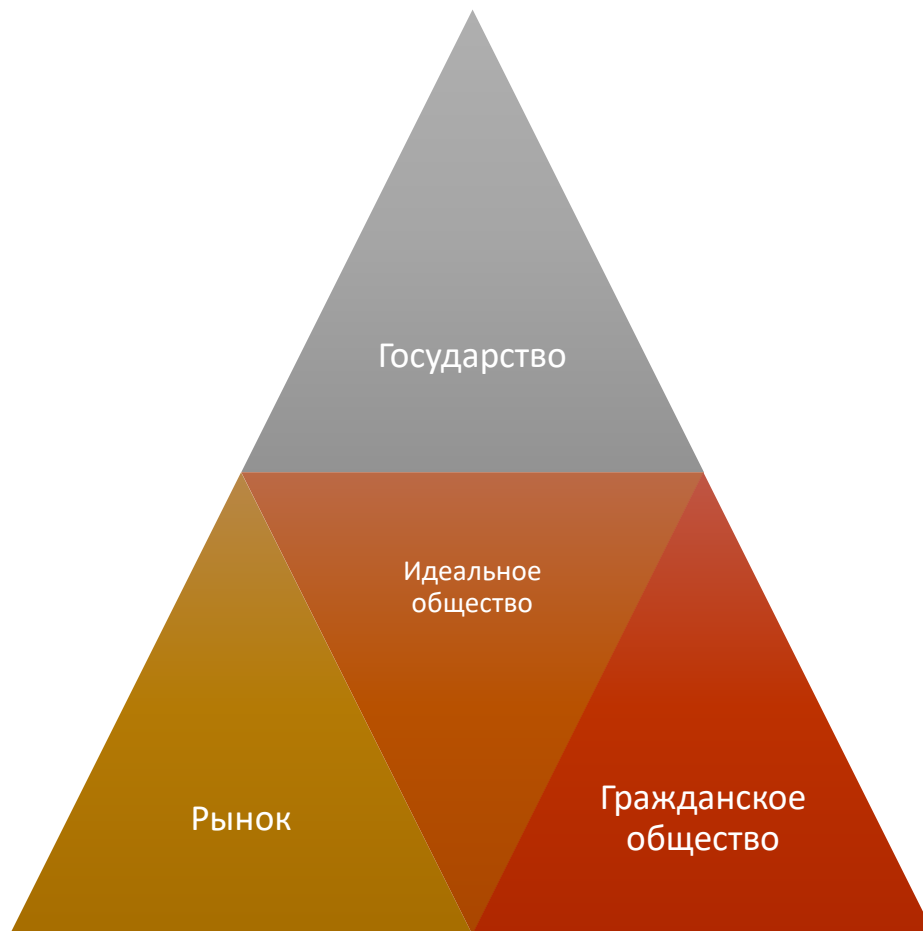 Государство
Идеальное
общество
Рынок
Гражданское
общество